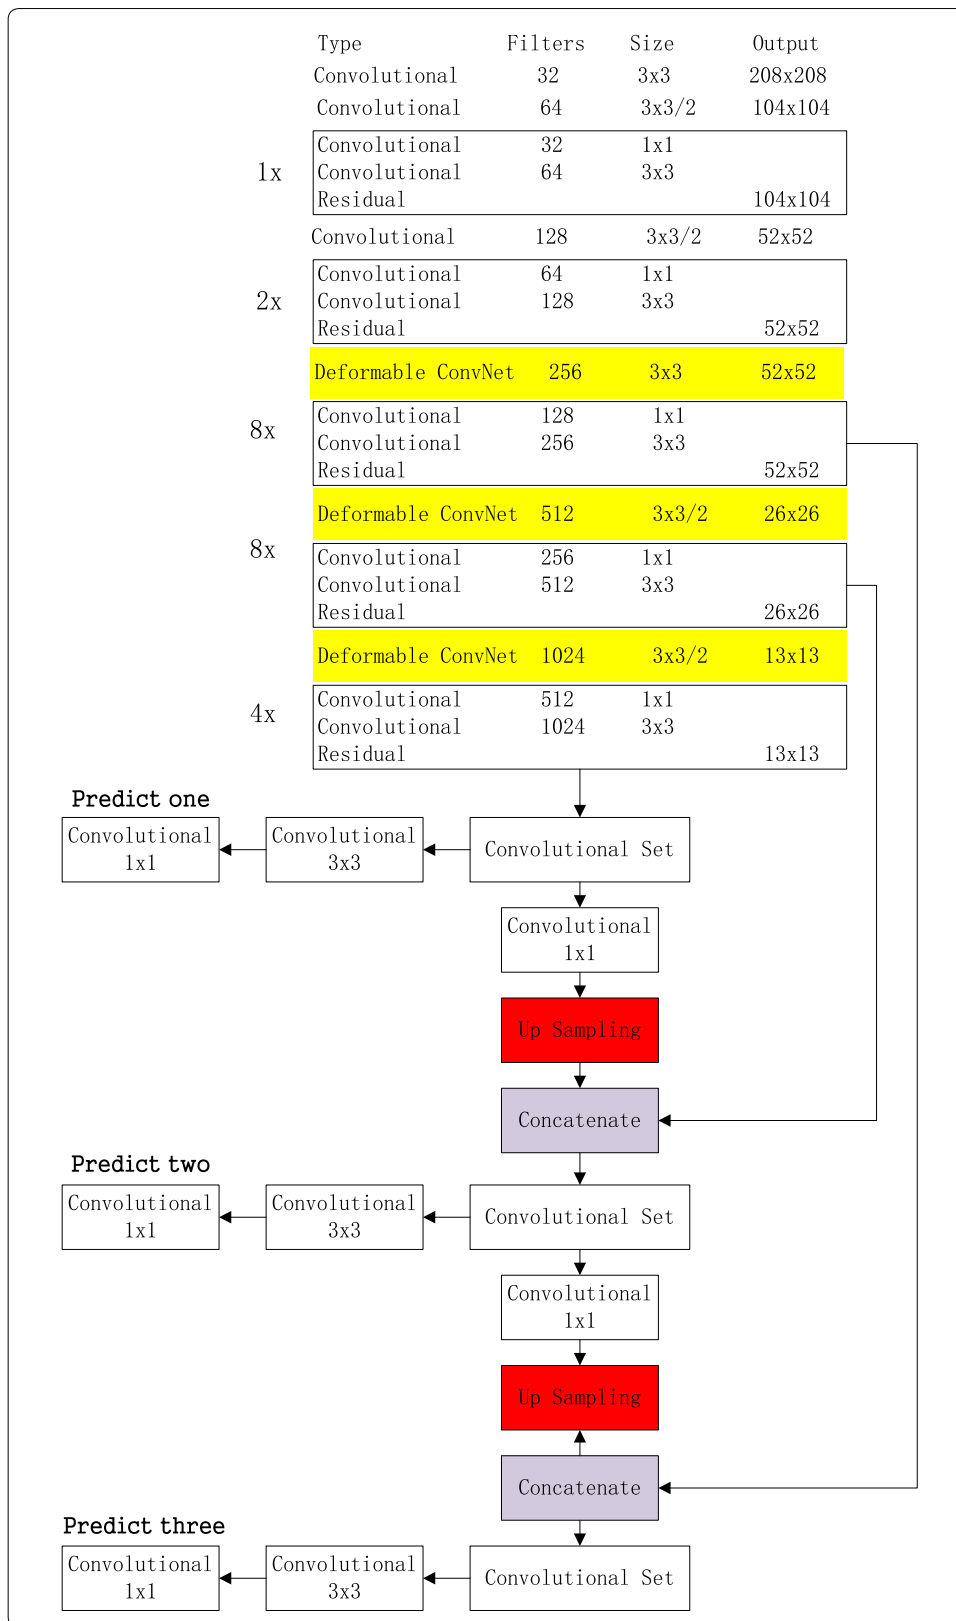 Type Filters Size Output
Convolutional 32 3x3 208x208
Convolutional 64 3x3/2 104x104
Convolutional 32 1x1
1x
Convolutional 64 3x3
Residual 104x104
Convolutional 128 3x3/2 52x52
Convolutional 64 1x1
2x
Convolutional 128 3x3
Residual 52x52
Deformable ConvNet 256 3x3 52x52
Convolutional 128 1x1
8x
Convolutional 256 3x3
Residual 52x52
Deformable ConvNet 512 3x3/2 26x26
8x
Convolutional 256 1x1
Convolutional 512 3x3
Residual 26x26
Deformable ConvNet 1024 3x3/2 13x13
Convolutional 512 1x1
4x
Convolutional 1024 3x3
Residual 13x13
Predict one
Convolutional
1x1
Convolutional
3x3
Convolutional Set
Convolutional
1x1
Up Sampling
Concatenate
Predict two
Convolutional
1x1
Convolutional
3x3
Convolutional Set
Convolutional
1x1
Up Sampling
Concatenate
Predict three
Convolutional
1x1
Convolutional
3x3
Convolutional Set